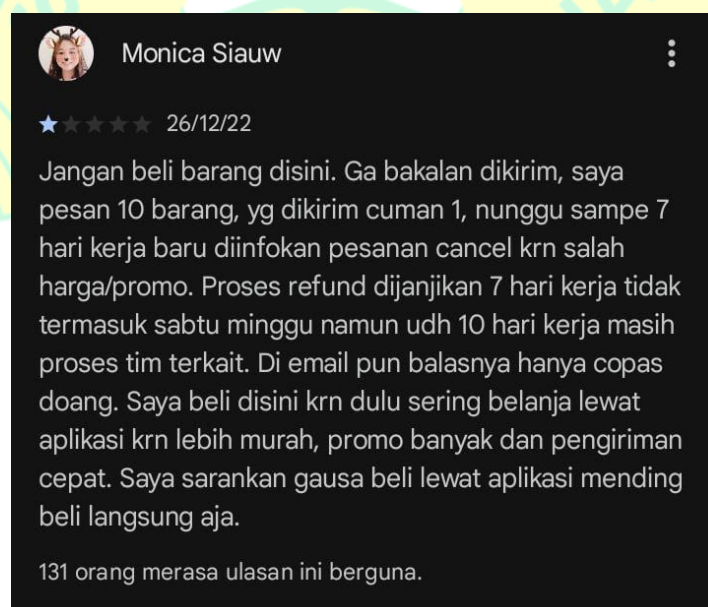 Monica Siauw
26/12/22
Jangan beli barang disini. Ga bakalan dikirim, saya
pesan 10 barang, yg dikirim cuman 1, nunggu sampe 7
hari kerja baru diinfokan pesanan cancel krn salah
harga/promo. Proses refund dijanjikan 7 hari kerja tidak
termasuk sabtu minggu namun udh 10 hari kerja masih
proses tim terkait. Di email pun balasnya hanya copas
doang. Saya beli disini krn dulu sering belanja lewat
aplikasi krn lebih murah, promo banyak dan pengiriman
cepat. Saya sarankan gausa beli lewat aplikasi mending
beli langsung aja.
131 orang merasa ulasan ini berguna.